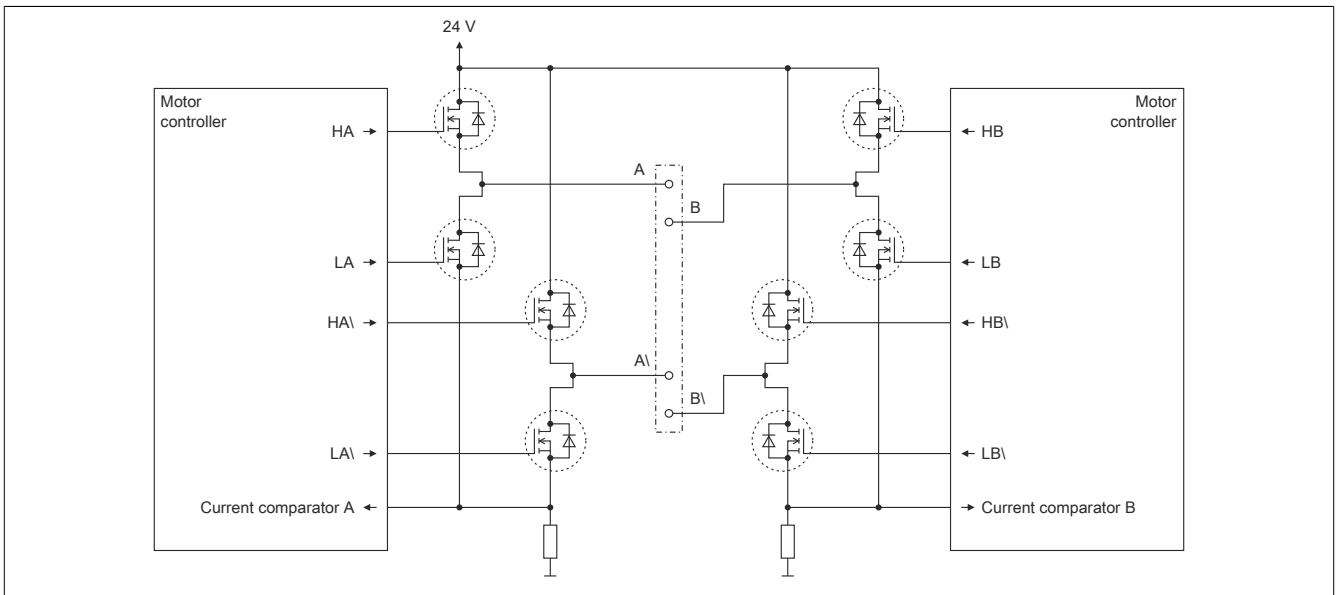 24 V
Motor
controller
Motor
controller
HA
HB
A
B
LA
LB
HA\
HB\
A\
B\
LA\
LB\
Current comparator A
Current comparator B